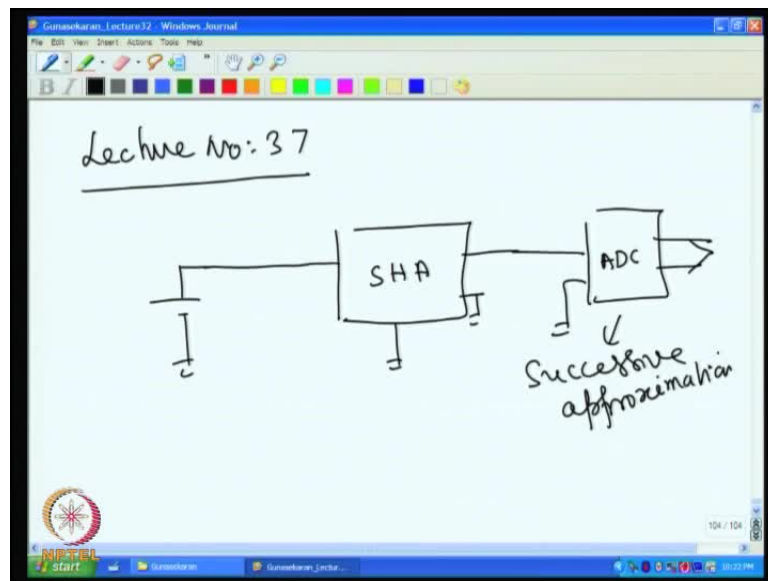 Gunasekaran_Lecture32 - Windows Journal
File Edit View Insert Actions Tools Help
B I
Lecture No: 37
SHA
ADC
Successive
approximation
104 / 104
NPTEL
start
Gunasekaran
Gunasekaran_Lectur...
10:22 PM